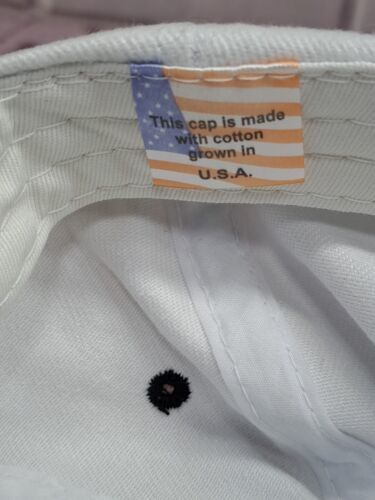 This cap is made
with cotton
grown in
U.S.A.